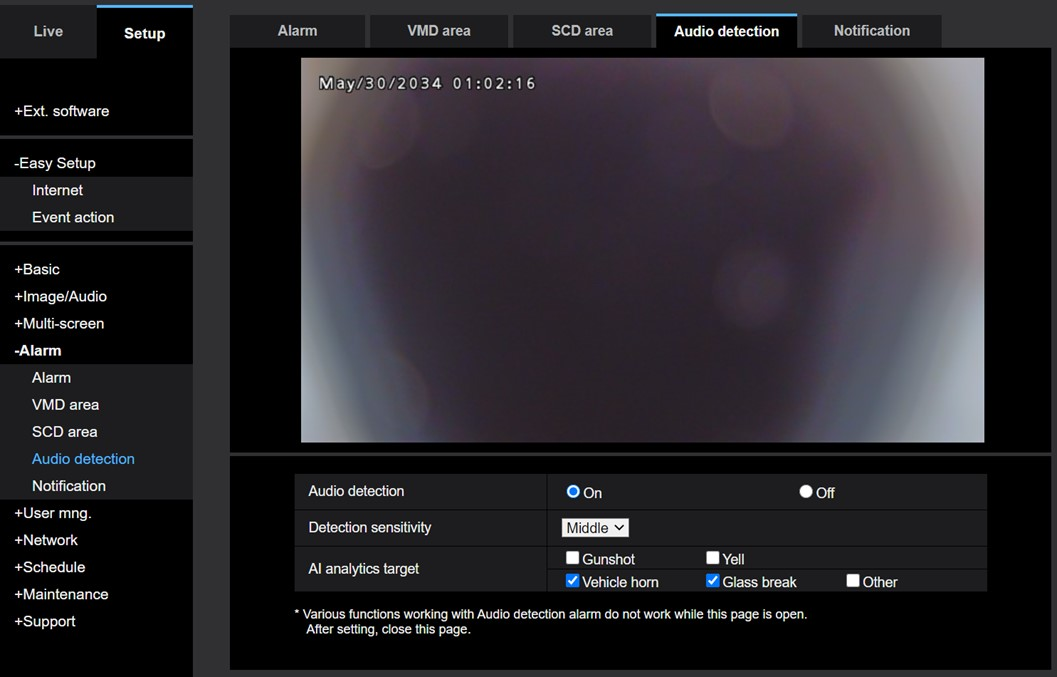 Live
Setup
+Ext. software
-Easy Setup
Internet
Event action
+Basic
+Image/Audio
+Multi-screen
-Alarm
Alarm
VMD area
SCD area
Audio detection
Notification
+User mng.
+Network
+Schedule
+Maintenance
+Support
Alarm
VMD area
SCD area
Audio detection
Notification
May/30/2034 01:02:16
Audio detection
On
Off
Detection sensitivity
Middle
AI analytics target
Gunshot
Yell
Vehicle horn
Glass break
Other
* Various functions working with Audio detection alarm do not work while this page is open.
After setting, close this page.